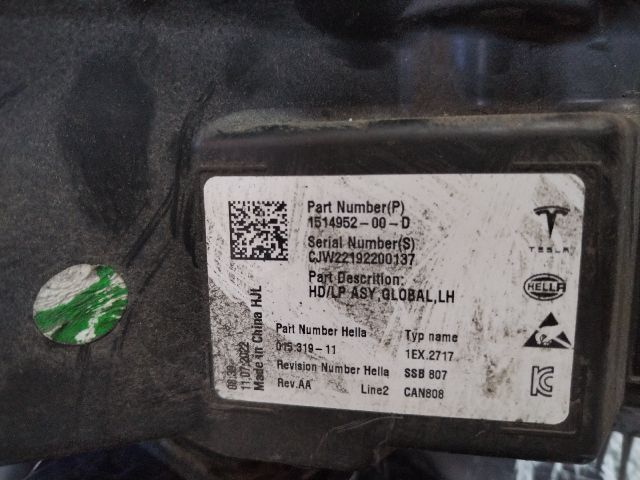 Part Number(P)
1514952-00-D
Serial Number(S)
CJW22192200137
Part Descrition:
HD/LP ASY,GLOBAL,LH
TESLA
HELLA
Part Number Hella
015.319-11
Revision Number Hella
Rev.AA
Line2
Typ name
1EX.2717
SSB 807
CAN808
11.07.2022
Made in China HJL